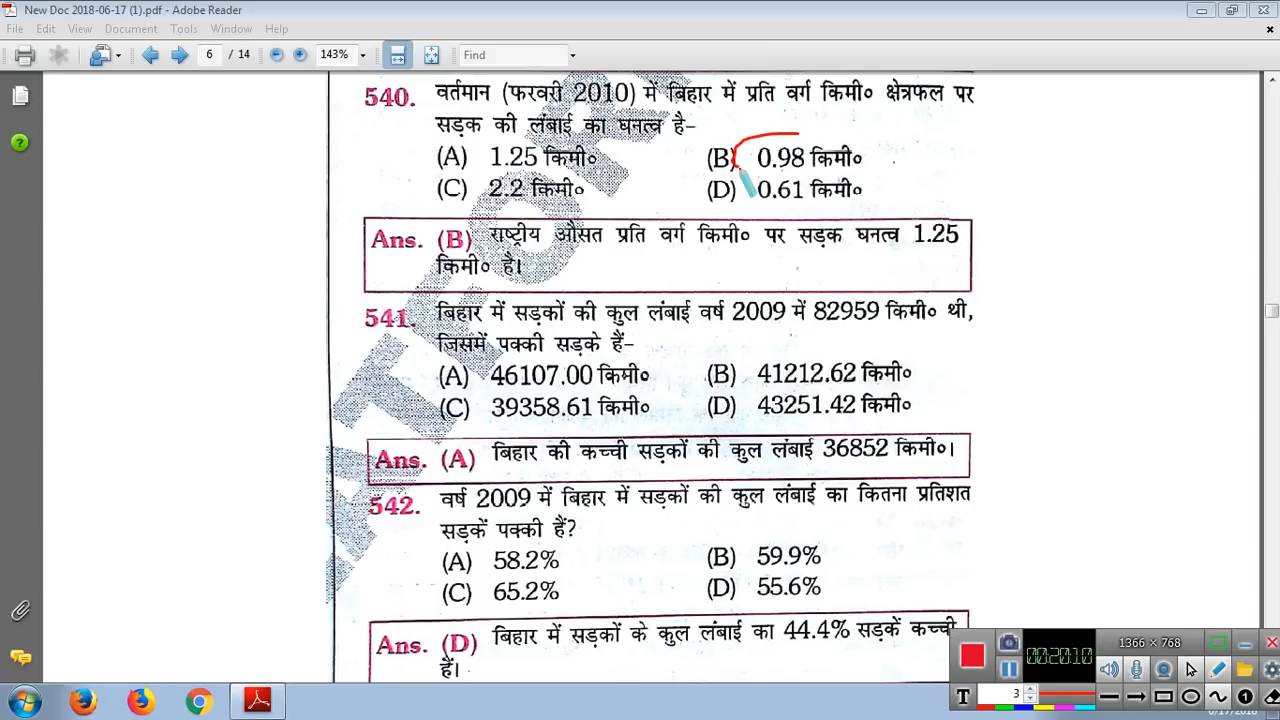 New Doc 2018-06-17 (1).pdf - Adobe Reader
File Edit View Document Tools Window Help
6 / 14 143% Find
540. वर्तमान (फरवरी 2010) में बिहार में प्रति वर्ग किमी० क्षेत्रफल पर
सड़क की लंबाई का घनत्व है–
(A) 1.25 किमी० (B) 0.98 किमी०
(C) 2.2 किमी० (D) 0.61 किमी०
Ans. (B) राष्ट्रीय औसत प्रति वर्ग किमी० पर सड़क घनत्व 1.25
किमी० है।
541. बिहार में सड़कों की कुल लंबाई वर्ष 2009 में 82959 किमी० थी,
जिसमें पक्की सड़के हैं–
(A) 46107.00 किमी० (B) 41212.62 किमी०
(C) 39358.61 किमी० (D) 43251.42 किमी०
Ans. (A) बिहार की कच्ची सड़कों की कुल लंबाई 36852 किमी०।
542. वर्ष 2009 में बिहार में सड़कों की कुल लंबाई का कितना प्रतिशत
सड़कें पक्की हैं?
(A) 58.2% (B) 59.9%
(C) 65.2% (D) 55.6%
Ans. (D) बिहार में सड़कों के कुल लंबाई का 44.4% सड़कें कच्ची
हैं।
1366 × 768
00:20:10
T 3